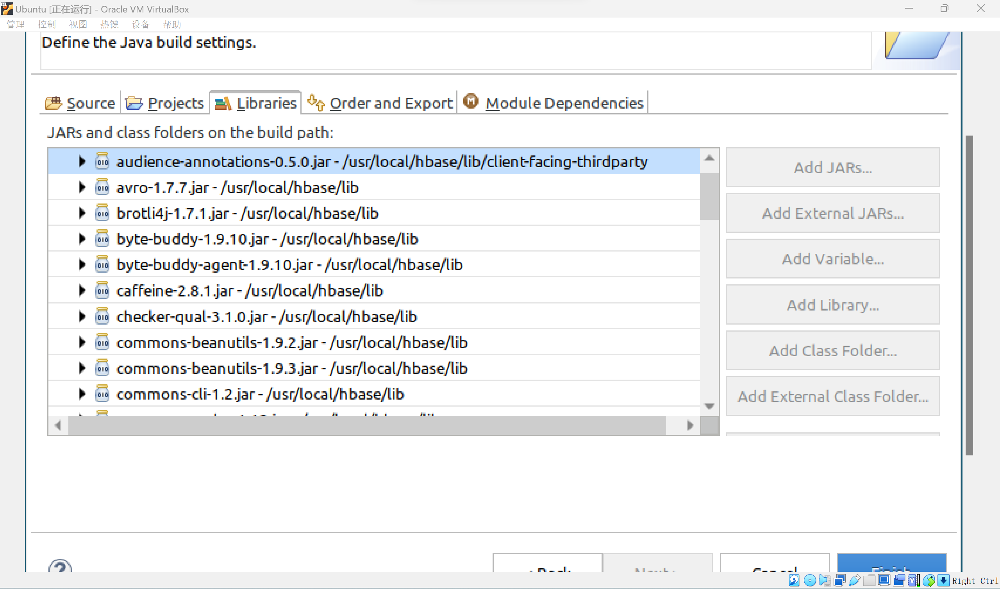 64
Ubuntu [正在运行] - Oracle VM VirtualBox
管理 控制 视图 热键 设备 帮助
Define the Java build settings.
Source Projects Libraries Order and Export Module Dependencies
JARs and class folders on the build path:
audience-annotations-0.5.0.jar - /usr/local/hbase/lib/client-facing-thirdparty
avro-1.7.7.jar - /usr/local/hbase/lib
brotli4j-1.7.1.jar - /usr/local/hbase/lib
byte-buddy-1.9.10.jar - /usr/local/hbase/lib
byte-buddy-agent-1.9.10.jar - /usr/local/hbase/lib
caffeine-2.8.1.jar - /usr/local/hbase/lib
checker-qual-3.1.0.jar - /usr/local/hbase/lib
commons-beanutils-1.9.2.jar - /usr/local/hbase/lib
commons-beanutils-1.9.3.jar - /usr/local/hbase/lib
commons-cli-1.2.jar - /usr/local/hbase/lib
Add JARs...
Add External JARs...
Add Variable...
Add Library...
Add Class Folder...
Add External Class Folder...
< Back Next > Cancel Finish
Right Ctrl